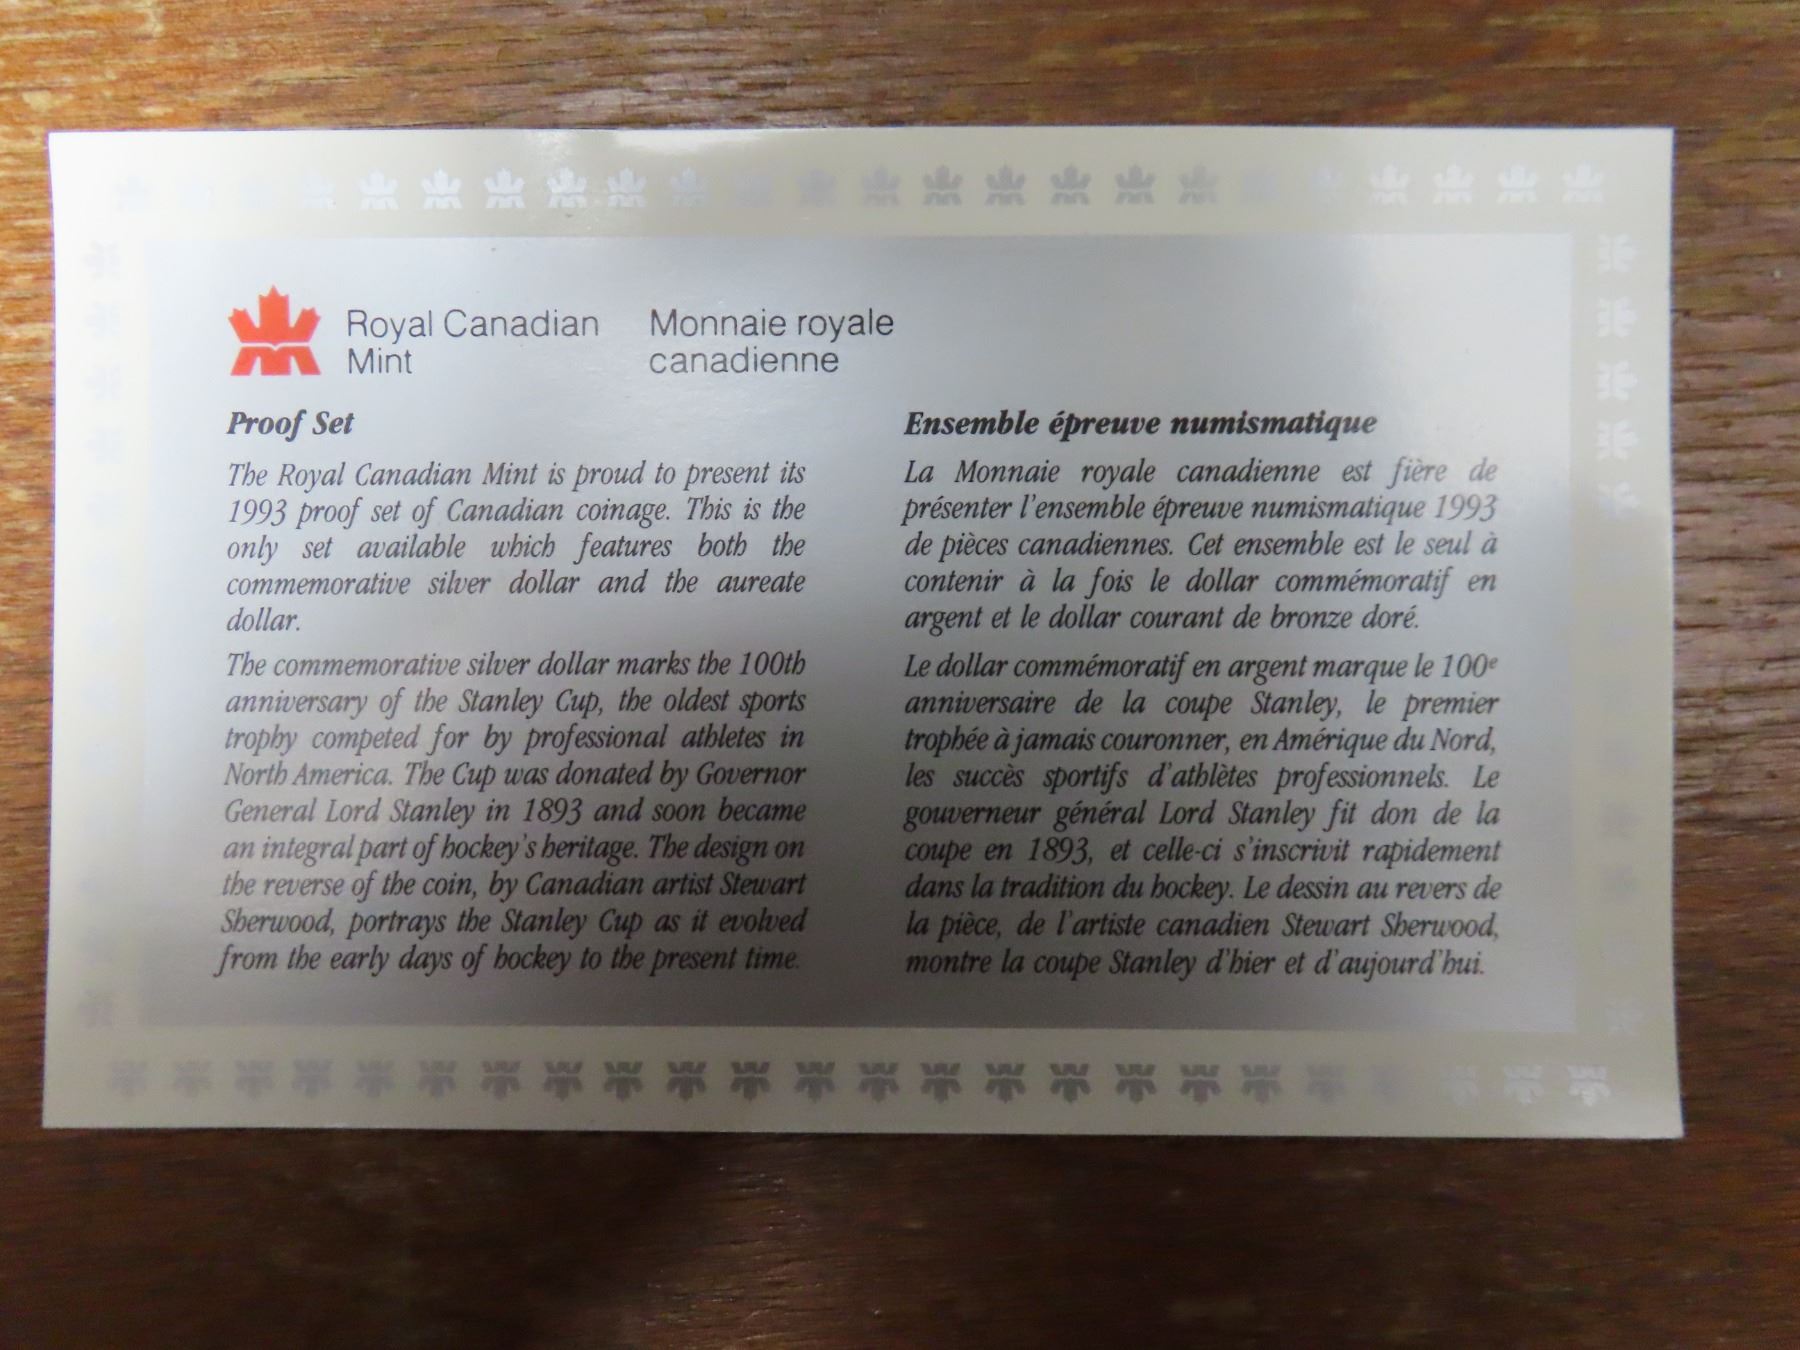 Royal Canadian
Mint
Monnaie royale
canadienne
Proof Set
The Royal Canadian Mint is proud to present its
1993 proof set of Canadian coinage. This is the
only set available which features both the
commemorative silver dollar and the aureate
dollar.
The commemorative silver dollar marks the 100th
anniversary of the Stanley Cup, the oldest sports
trophy competed for by professional athletes in
North America. The Cup was donated by Governor
General Lord Stanley in 1893 and soon became
an integral part of hockey's heritage. The design on
the reverse of the coin, by Canadian artist Stewart
Sherwood, portrays the Stanley Cup as it evolved
from the early days of hockey to the present time.
Ensemble épreuve numismatique
La Monnaie royale canadienne est fière de
présenter l'ensemble épreuve numismatique 1993
de pièces canadiennes. Cet ensemble est le seul à
contenir à la fois le dollar commémoratif en
argent et le dollar courant de bronze doré.
Le dollar commémoratif en argent marque le 100e
anniversaire de la coupe Stanley, le premier
trophée à jamais couronner, en Amérique du Nord,
les succès sportifs d'athlètes professionnels. Le
gouverneur général Lord Stanley fit don de la
coupe en 1893, et celle-ci s'inscrivit rapidement
dans la tradition du hockey. Le dessin au revers de
la pièce, de l'artiste canadien Stewart Sherwood,
montre la coupe Stanley d'hier et d'aujourd'hui.